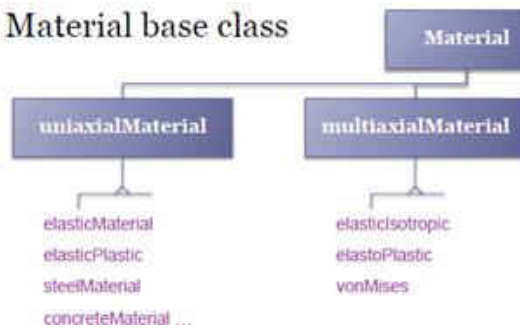 Material base class
Material
uniaxialMaterial
multiaxialMaterial
elasticMaterial
elasticPlastic
steelMaterial
concreteMaterial ...
elasticIsotropic
elastoPlastic
vonMises